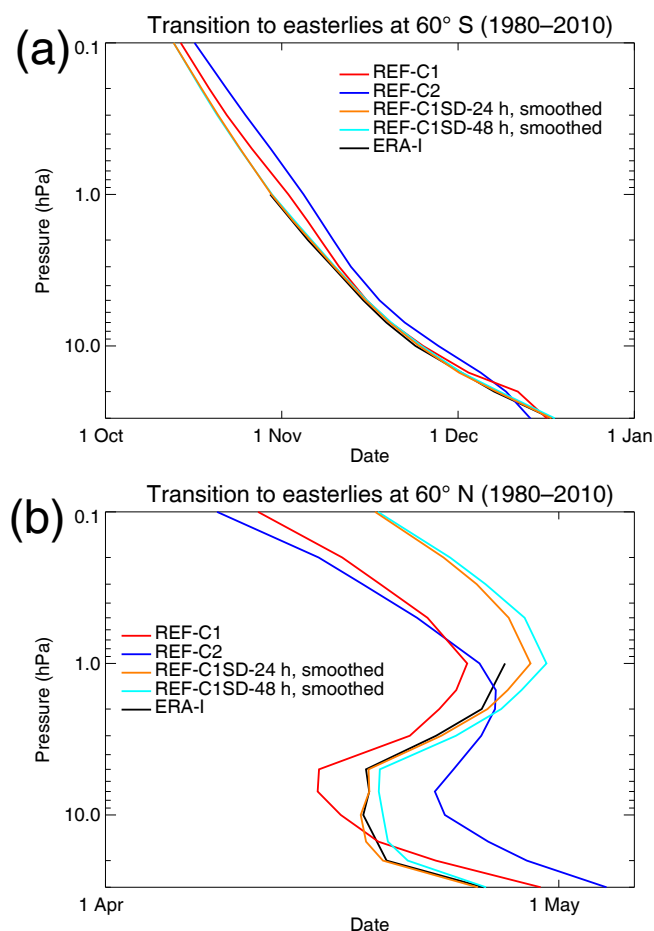 (a)
Transition to easterlies at 60° S (1980–2010)
0.1
REF-C1
REF-C2
REF-C1SD-24 h, smoothed
REF-C1SD-48 h, smoothed
ERA-I
1.0
Pressure (hPa)
10.0
1 Oct 1 Nov 1 Dec 1 Jan
Date
(b)
Transition to easterlies at 60° N (1980–2010)
0.1
REF-C1
REF-C2
REF-C1SD-24 h, smoothed
REF-C1SD-48 h, smoothed
ERA-I
1.0
Pressure (hPa)
10.0
1 Apr 1 May
Date